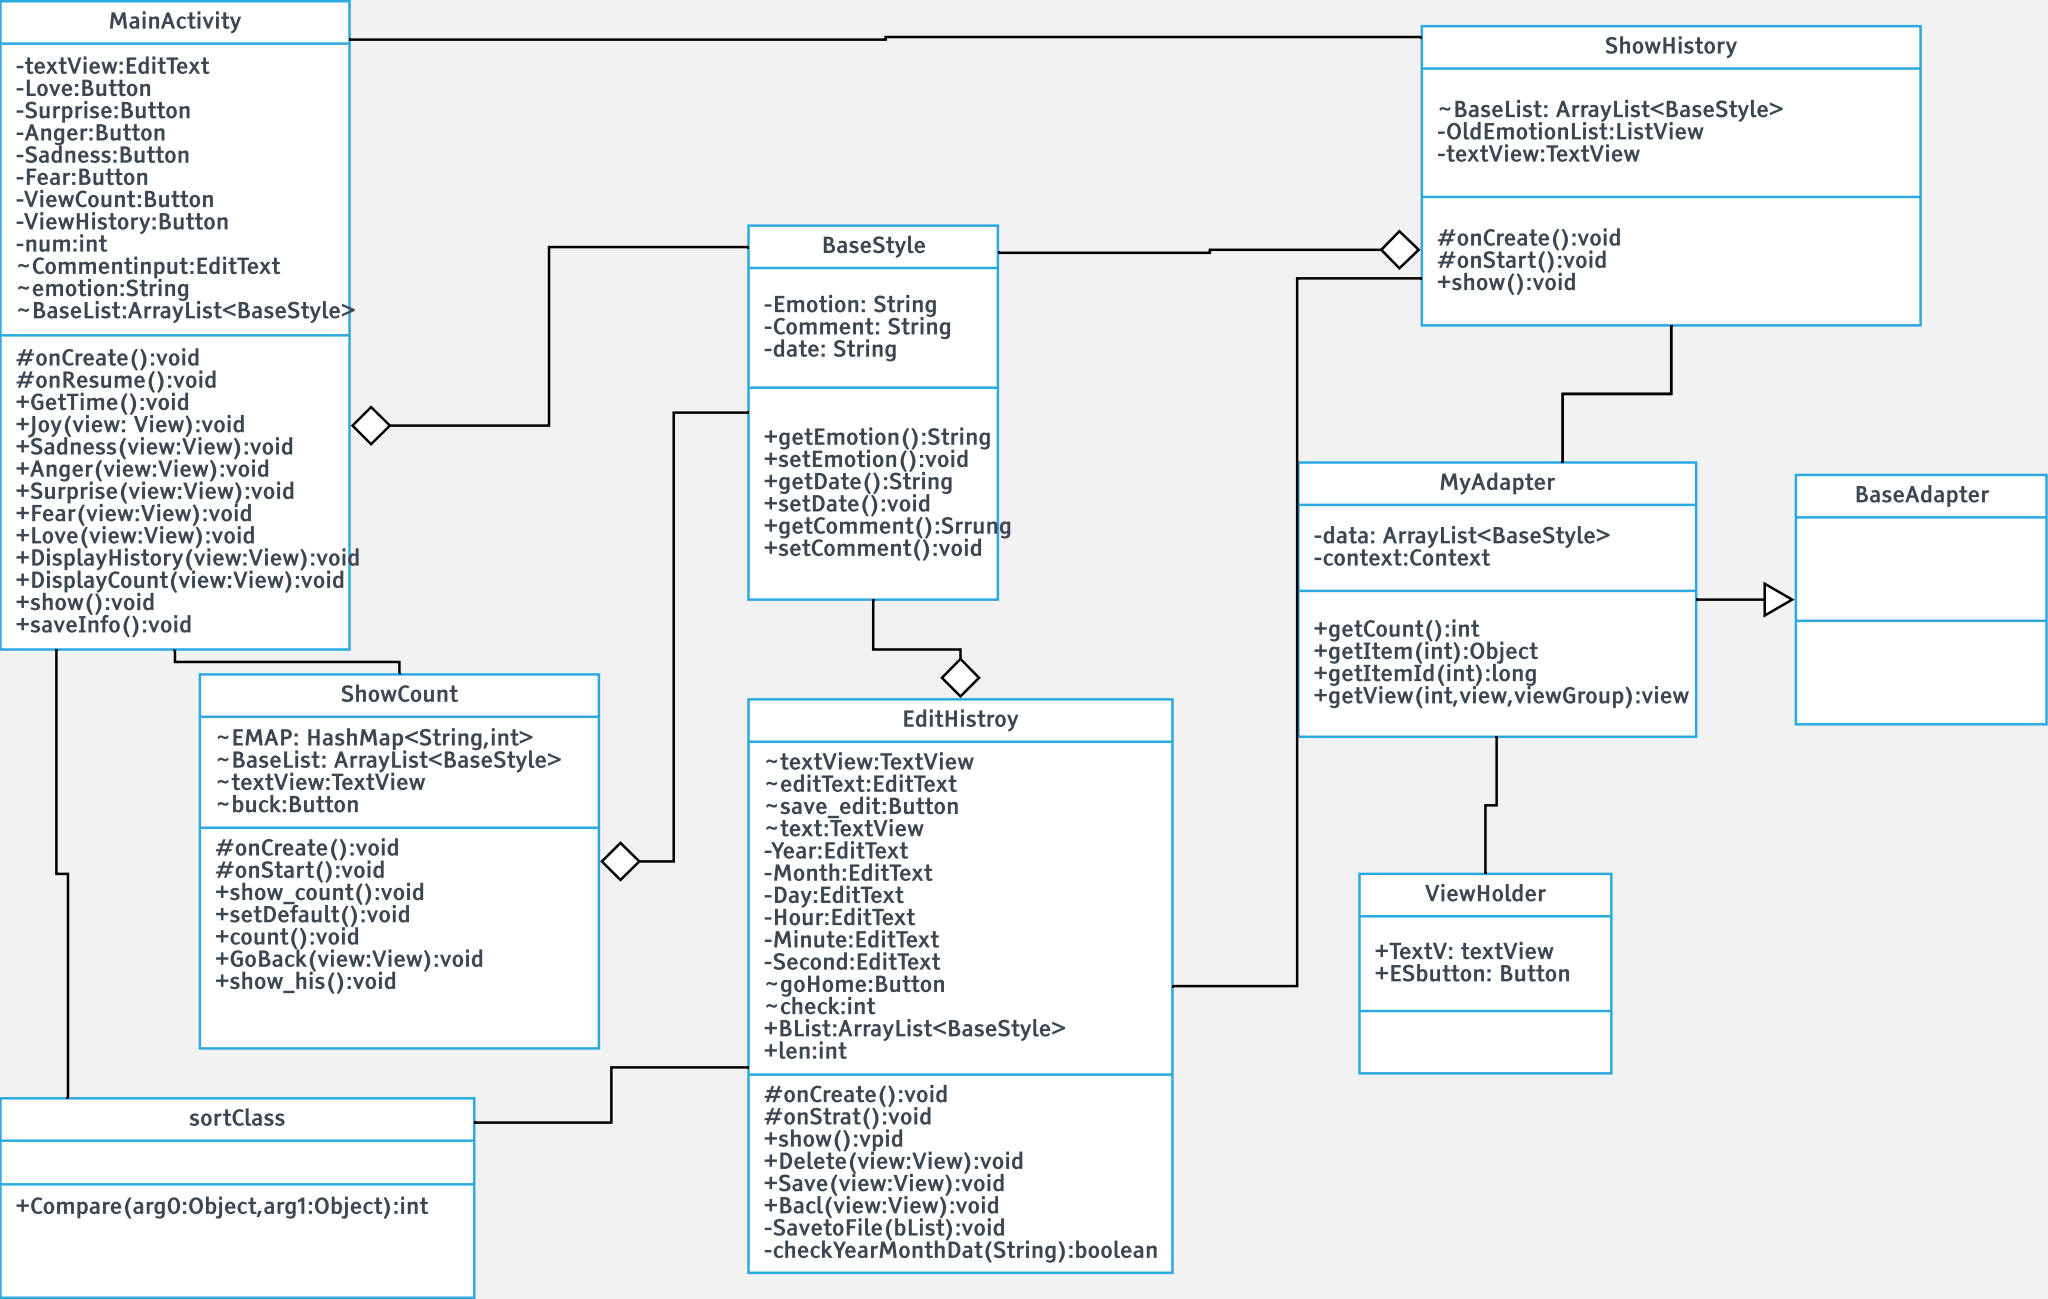 MainActivity
-textView:EditText
-Love:Button
-Surprise:Button
-Anger:Button
-Sadness:Button
-Fear:Button
-ViewCount:Button
-ViewHistory:Button
-num:int
~Commentinput:EditText
~emotion:String
~BaseList:ArrayList<BaseStyle>
#onCreate():void
#onResume():void
+GetTime():void
+Joy(view: View):void
+Sadness(view:View):void
+Anger(view:View):void
+Surprise(view:View):void
+Fear(view:View):void
+Love(view:View):void
+DisplayHistory(view:View):void
+DisplayCount(view:View):void
+show():void
+saveInfo():void
ShowHistory
~BaseList: ArrayList<BaseStyle>
-OldEmotionList:ListView
-textView:TextView
#onCreate():void
#onStart():void
+show():void
BaseStyle
-Emotion: String
-Comment: String
-date: String
+getEmotion():String
+setEmotion():void
+getDate():String
+setDate():void
+getComment():Srrung
+setComment():void
MyAdapter
-data: ArrayList<BaseStyle>
-context:Context
+getCount():int
+getItem(int):Object
+getItemId(int):long
+getView(int,view,viewGroup):view
BaseAdapter
ShowCount
~EMAP: HashMap<String,int>
~BaseList: ArrayList<BaseStyle>
~textView:TextView
~buck:Button
#onCreate():void
#onStart():void
+show_count():void
+setDefault():void
+count():void
+GoBack(view:View):void
+show_his():void
EditHistroy
~textView:TextView
~editText:EditText
~save_edit:Button
~text:TextView
-Year:EditText
-Month:EditText
-Day:EditText
-Hour:EditText
-Minute:EditText
-Second:EditText
~goHome:Button
~check:int
+BList:ArrayList<BaseStyle>
+len:int
#onCreate():void
#onStrat():void
+show():vpid
+Delete(view:View):void
+Save(view:View):void
+Bacl(view:View):void
-SavetoFile(bList):void
-checkYearMonthDat(String):boolean
ViewHolder
+TextV: textView
+ESbutton: Button
sortClass
+Compare(arg0:Object,arg1:Object):int